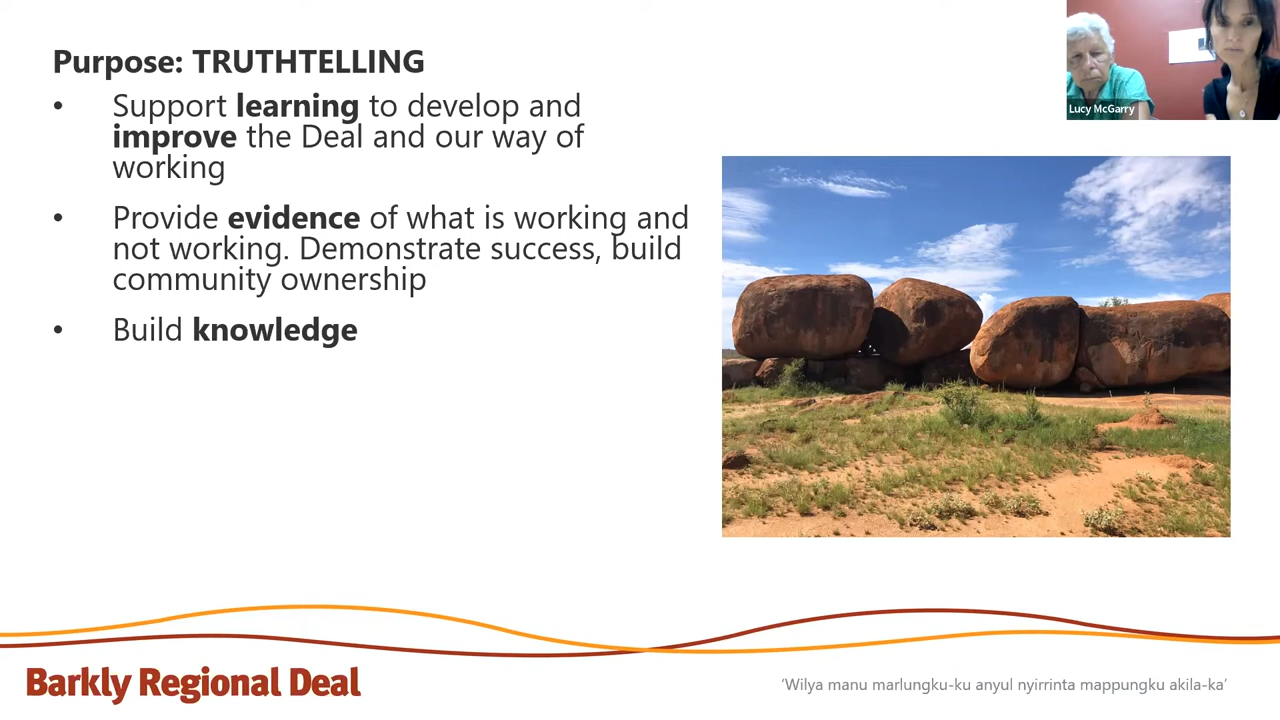 Purpose: TRUTHTELLING
• Support learning to develop and
improve the Deal and our way of
working
• Provide evidence of what is working and
not working. Demonstrate success, build
community ownership
• Build knowledge
Lucy McGarry
Barkly Regional Deal
‘Wilya manu marlungku-ku anyul nyirrinta mappungku akila-ka’